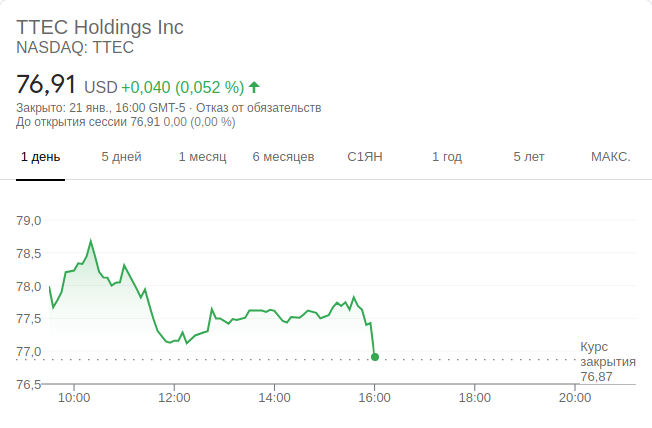 TTEC Holdings Inc
NASDAQ: TTEC
76,91 USD +0,040 (0,052 %)
Закрыто: 21 янв., 16:00 GMT-5 · Отказ от обязательств
До открытия сессии 76,91 0,00 (0,00 %)
1 день 5 дней 1 месяц 6 месяцев С1ЯН 1 год 5 лет МАКС.
79,0
78,5
78,0
77,5
77,0
76,5
Курс
закрытия
76,87
10:00 12:00 14:00 16:00 18:00 20:00